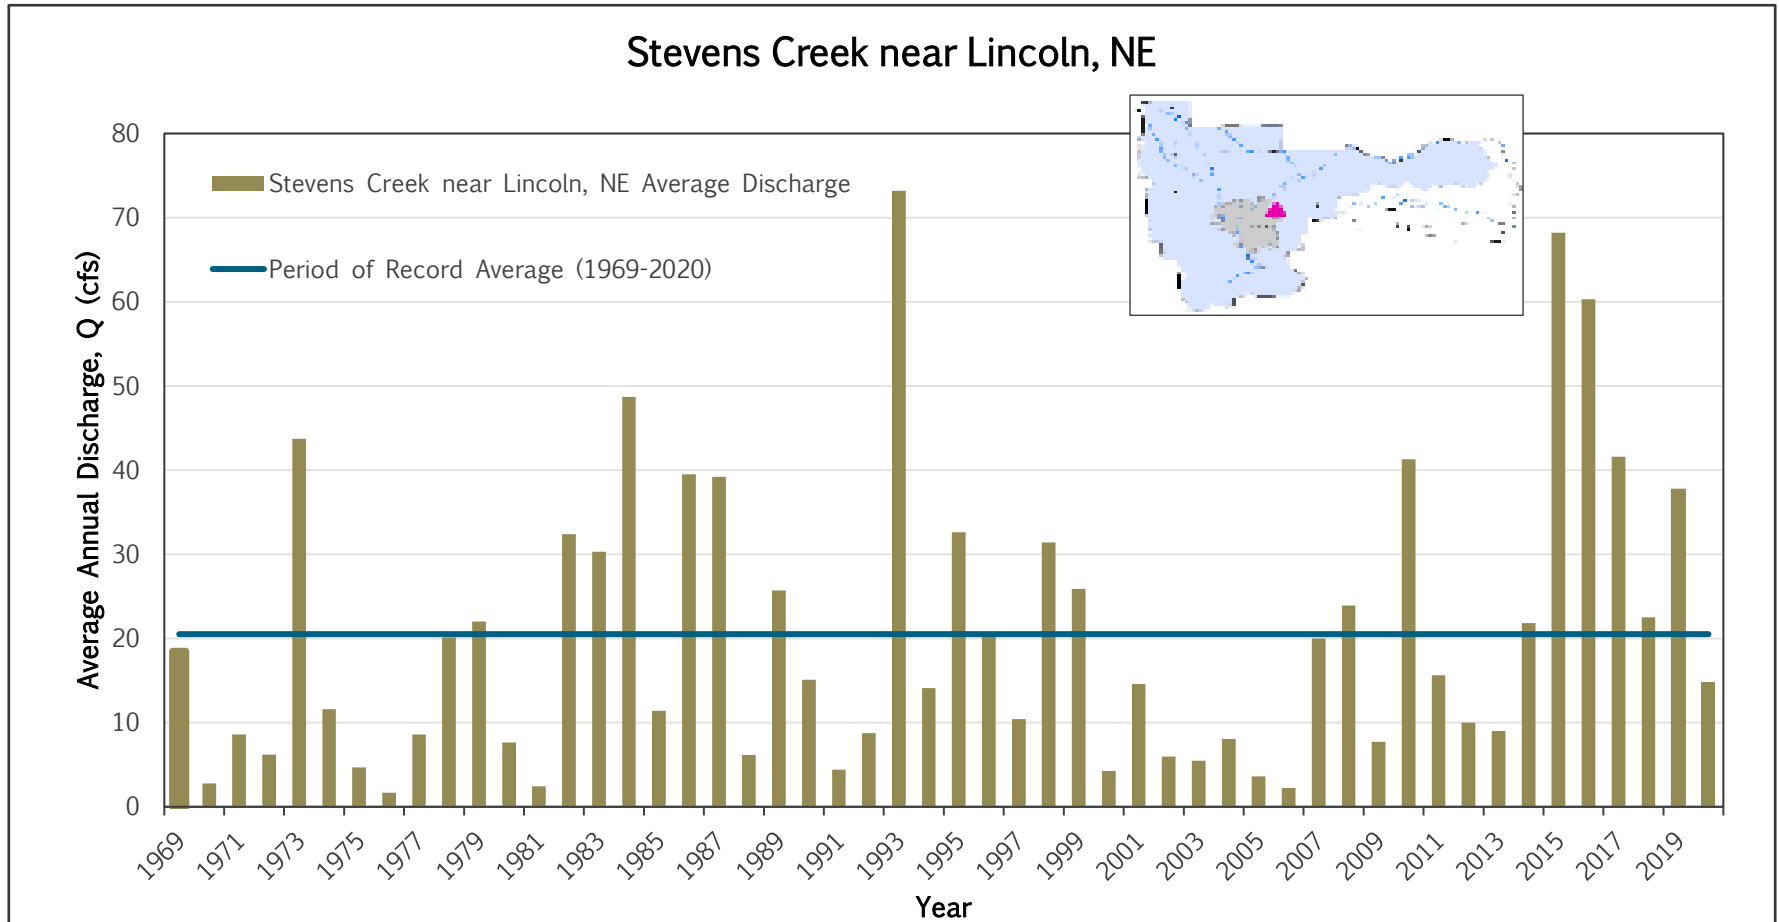 Stevens Creek near Lincoln, NE
80
70
60
50
40
30
20
10
0
Average Annual Discharge, Q (cfs)
Stevens Creek near Lincoln, NE Average Discharge
Period of Record Average (1969-2020)
1969 1971 1973 1975 1977 1979 1981 1983 1985 1987 1989 1991 1993 1995 1997 1999 2001 2003 2005 2007 2009 2011 2013 2015 2017 2019
Year